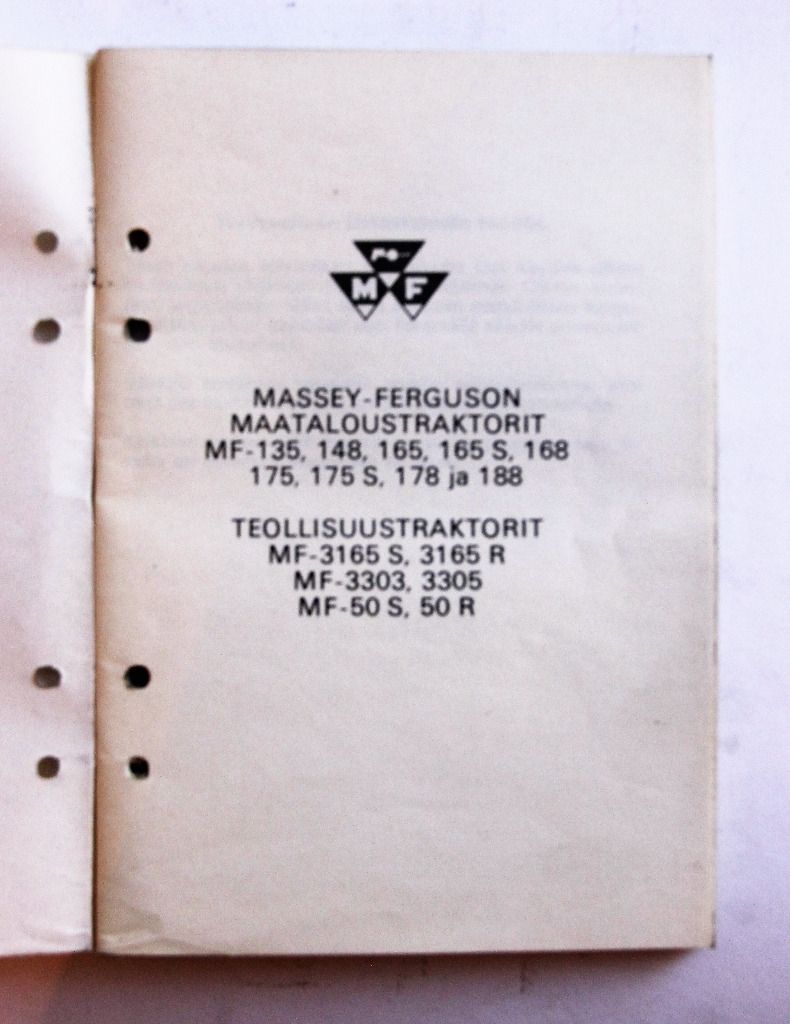 MF
MASSEY-FERGUSON
MAATALOUSTRAKTORIT
MF-135, 148, 165, 165 S, 168
175, 175 S, 178 ja 188
TEOLLISUUSTRAKTORIT
MF-3165 S, 3165 R
MF-3303, 3305
MF-50 S, 50 R